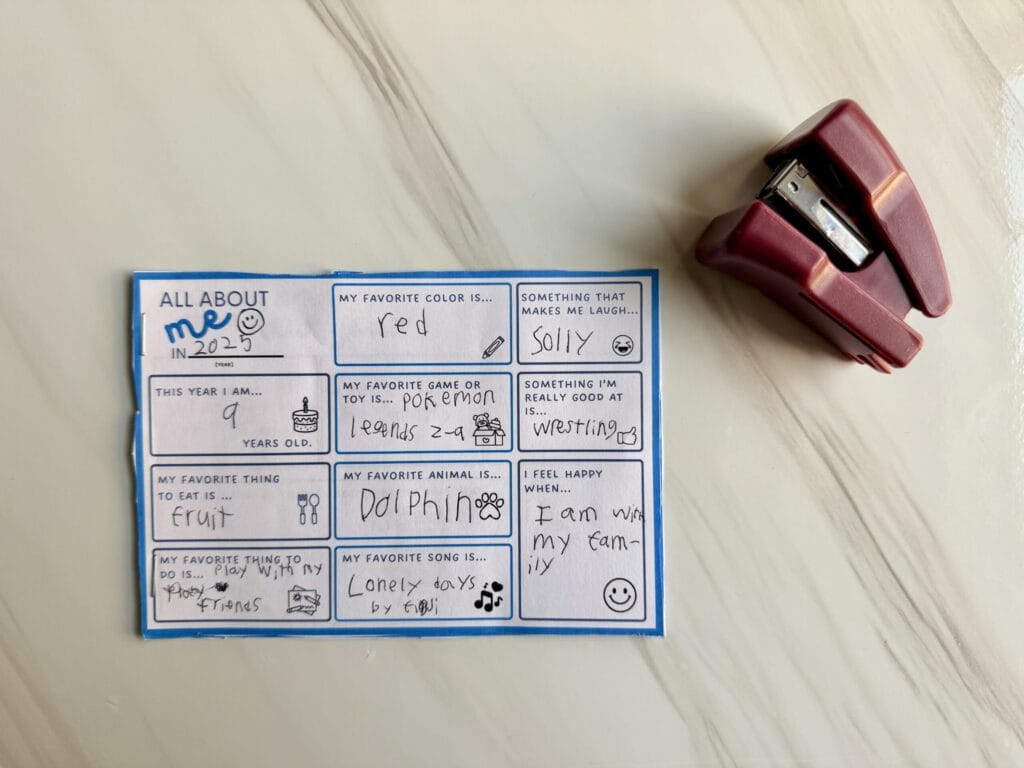 ALL ABOUT
me
IN 2025
(YEAR)
MY FAVORITE COLOR IS...
red
SOMETHING THAT
MAKES ME LAUGH...
Solly
THIS YEAR I AM...
9
YEARS OLD.
MY FAVORITE GAME OR
TOY IS... pokemon
legends z-a
SOMETHING I'M
REALLY GOOD AT
IS...
wrestling
MY FAVORITE THING
TO EAT IS ...
fruit
MY FAVORITE ANIMAL IS...
DOLPHIN
I FEEL HAPPY
WHEN...
I am with
my fam-
ily
MY FAVORITE THING TO
DO IS... play with my
friends
MY FAVORITE SONG IS...
Lonely days
by